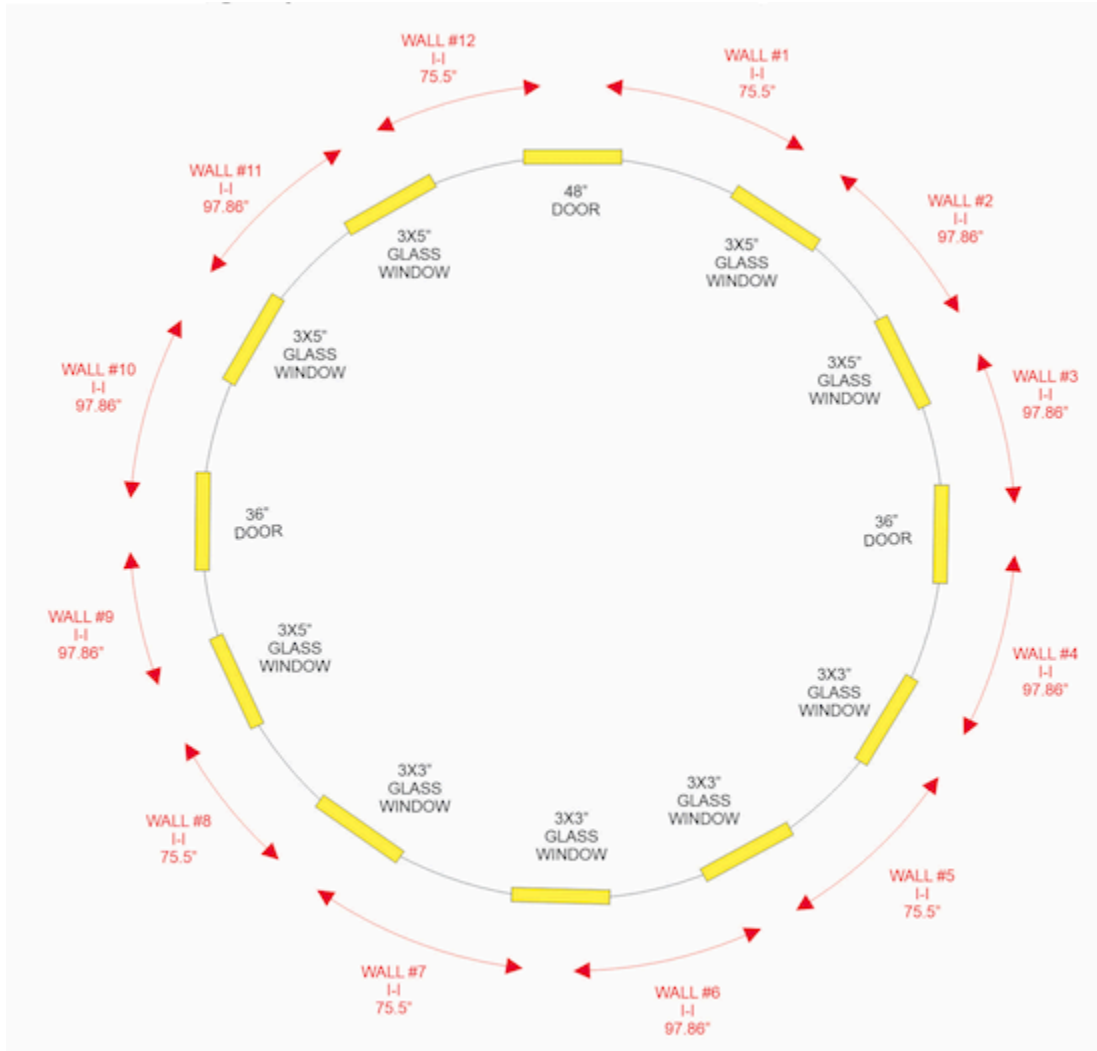 WALL #12
I-I
75.5"
WALL #1
I-I
75.5"
WALL #11
I-I
97.86"
48"
DOOR
WALL #2
I-I
97.86"
3X5"
GLASS
WINDOW
3X5"
GLASS
WINDOW
WALL #10
I-I
97.86"
3X5"
GLASS
WINDOW
3X5"
GLASS
WINDOW
WALL #3
I-I
97.86"
36"
DOOR
36"
DOOR
WALL #9
I-I
97.86"
3X5"
GLASS
WINDOW
3X3"
GLASS
WINDOW
WALL #4
I-I
97.86"
WALL #8
I-I
75.5"
3X3"
GLASS
WINDOW
3X3"
GLASS
WINDOW
3X3"
GLASS
WINDOW
WALL #5
I-I
75.5"
WALL #7
I-I
75.5"
WALL #6
I-I
97.86"